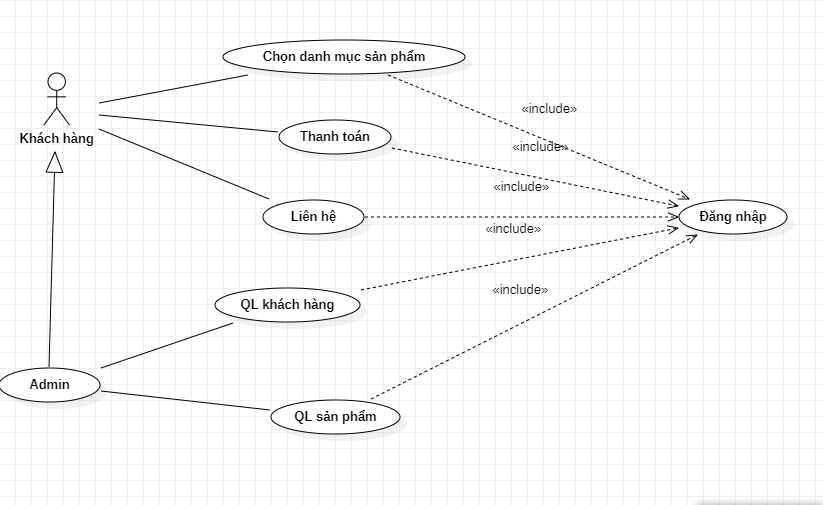 Chọn danh mục sản phẩm
«include»
Khách hàng
Thanh toán
«include»
«include»
Liên hệ
Đăng nhập
«include»
QL khách hàng
«include»
Admin
QL sản phẩm